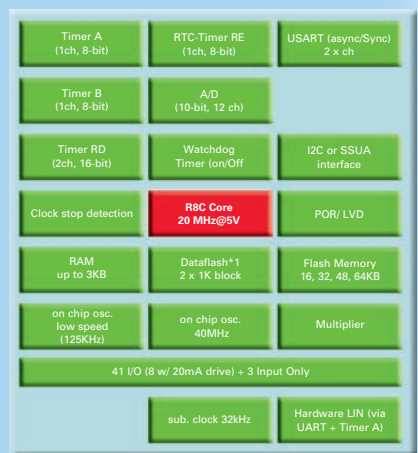 Timer A
(1ch, 8-bit)
RTC-Timer RE
(1ch, 8-bit)
USART (async/Sync)
2 x ch
Timer B
(1ch, 8-bit)
A/D
(10-bit, 12 ch)
Timer RD
(2ch, 16-bit)
Watchdog
Timer (on/Off
I2C or SSUA
interface
Clock stop detection
R8C Core
20 MHz@5V
POR/ LVD
RAM
up to 3KB
Dataflash*1
2 x 1K block
Flash Memory
16, 32, 48, 64KB
on chip osc.
low speed
(125KHz)
on chip osc.
40MHz
Multiplier
41 I/O (8 w/ 20mA drive) + 3 Input Only
sub. clock 32kHz
Hardware LIN (via
UART + Timer A)